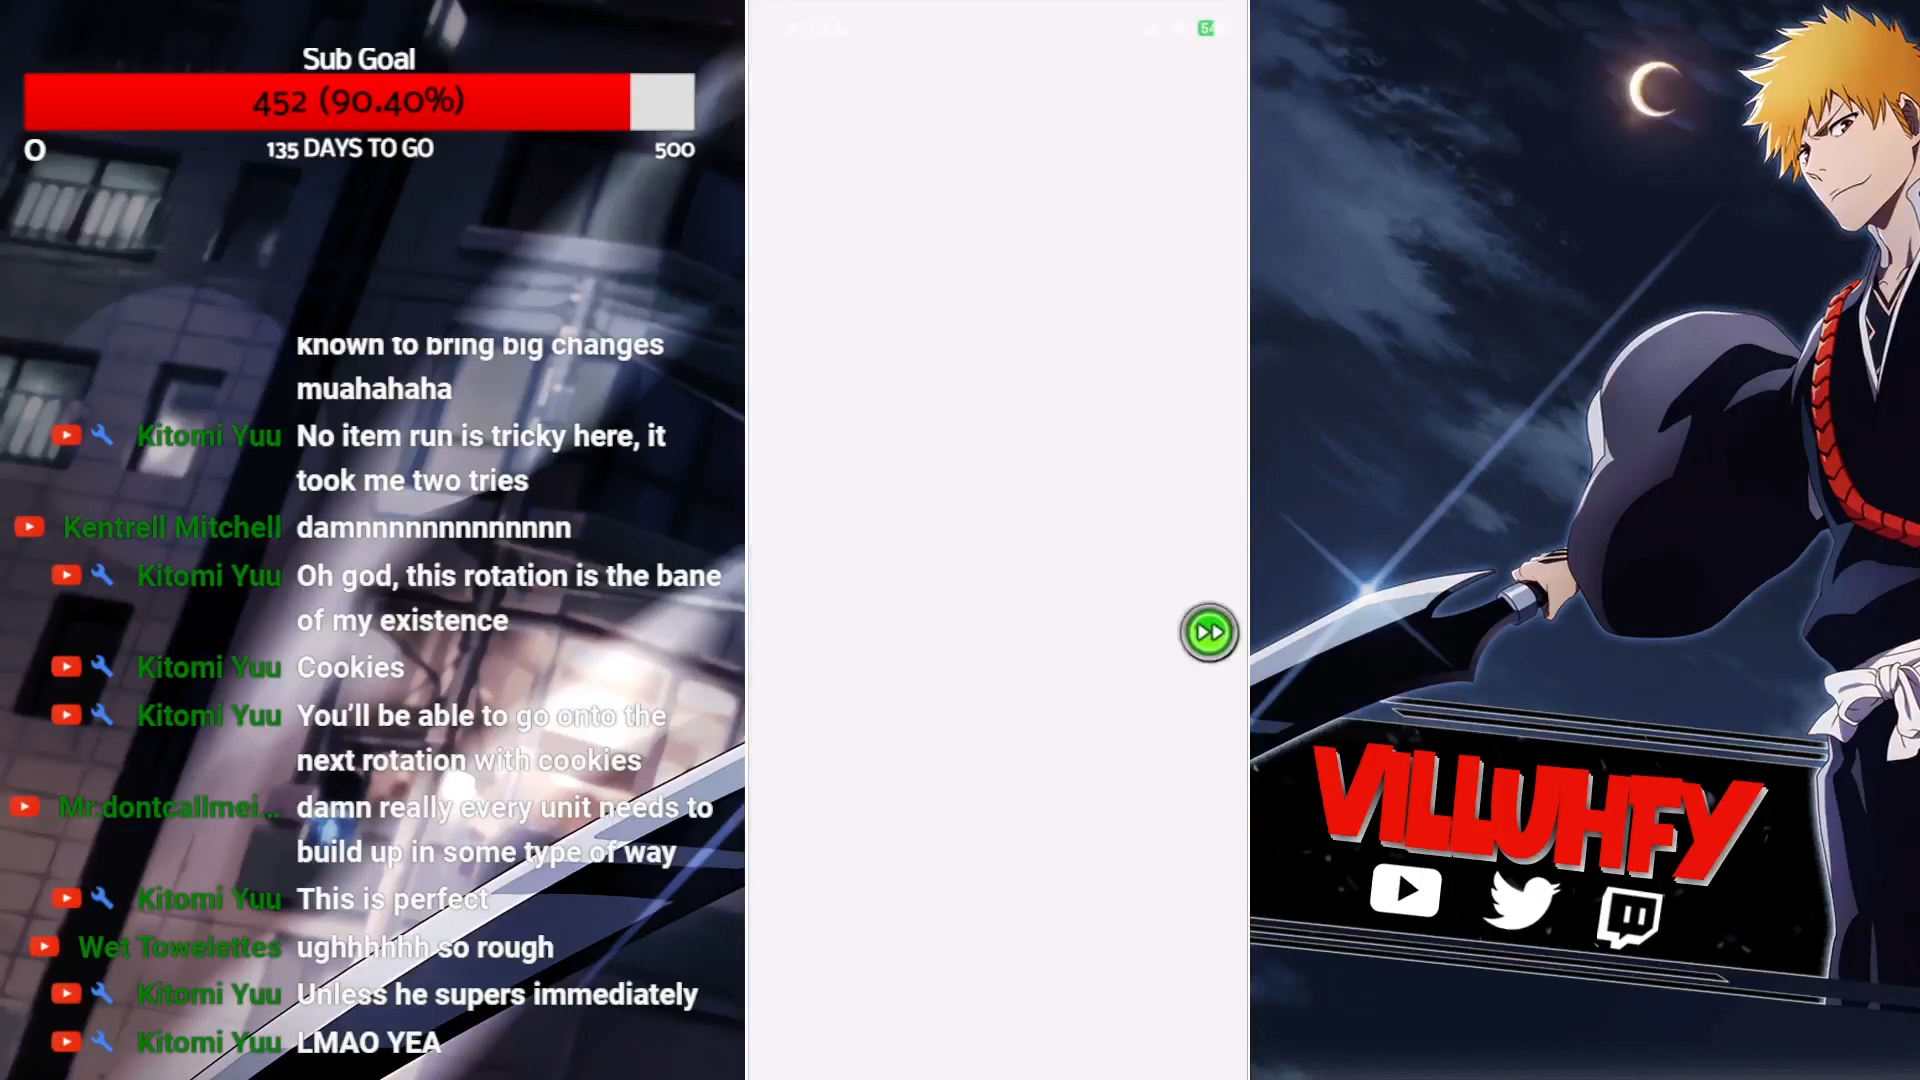 Sub Goal
452 (90.40%)
0 135 DAYS TO GO 500
known to bring big changes
muahahaha
Kitomi Yuu No item run is tricky here, it
took me two tries
Kentrell Mitchell damnnnnnnnnnnnnn
Kitomi Yuu Oh god, this rotation is the bane
of my existence
Kitomi Yuu Cookies
Kitomi Yuu You'll be able to go onto the
next rotation with cookies
Mr.dontcallmei... damn really every unit needs to
build up in some type of way
Kitomi Yuu This is perfect
Wet Towelettes ughhhhhh so rough
Kitomi Yuu Unless he supers immediately
Kitomi Yuu LMAO YEA
VILLUHFY